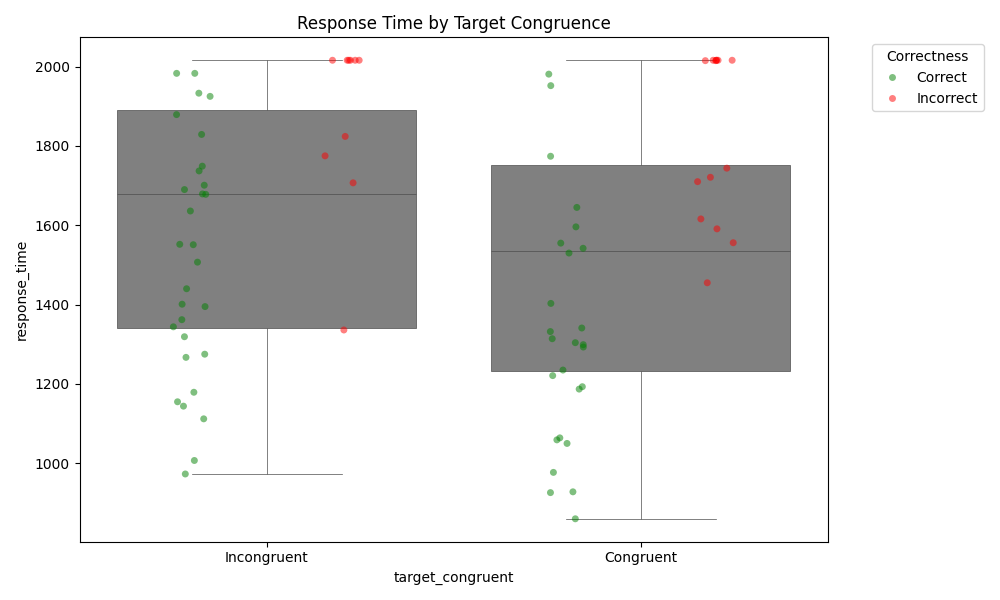 Response Time by Target Congruence
Correctness
Correct
Incorrect
response_time
2000
1800
1600
1400
1200
1000
Incongruent
Congruent
target_congruent